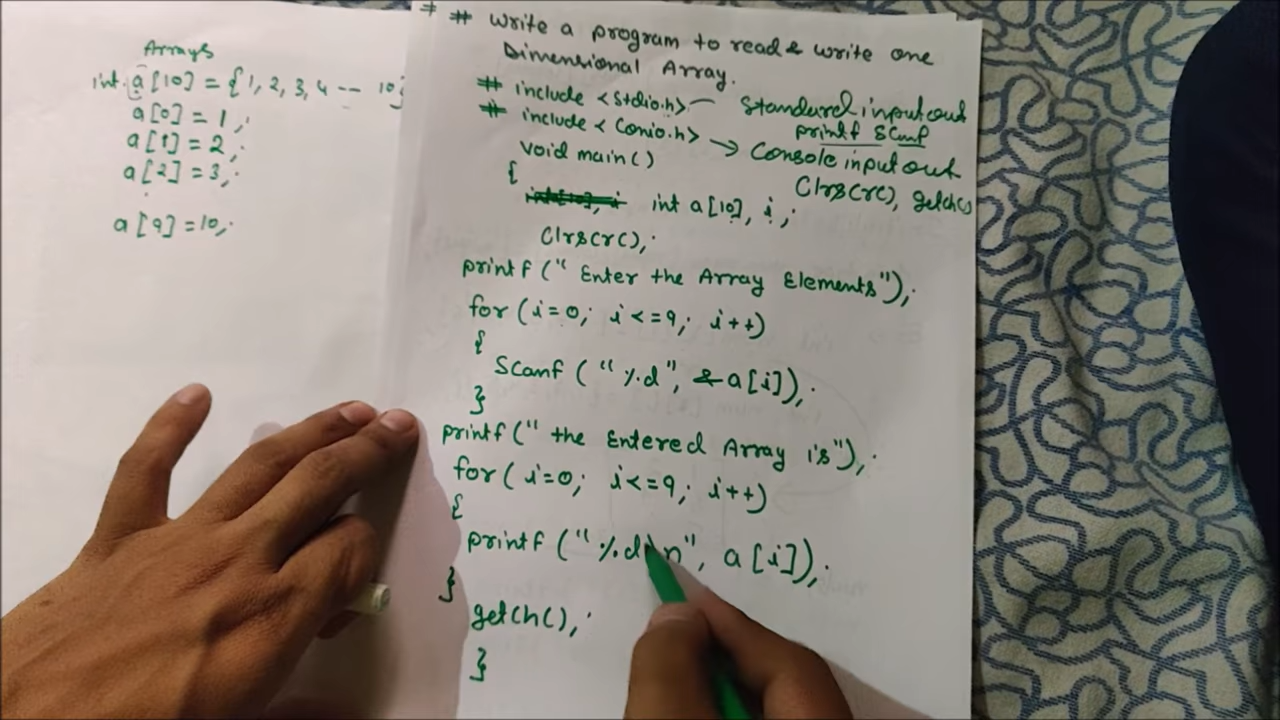 Arrays
int a[10] = {1, 2, 3, 4 -- 10}
a[0] = 1;
a[1] = 2;
a[2] = 3;
a[9] = 10;
# # Write a program to read & write one
Dimensional Array.
# include <Stdio.h> — Standared input out
printf scanf
# include < Conio.h> → Console input out
Clrscr(), getch()
void main()
{
int a[10], i;
Clrscr();
printf (" Enter the Array Elements");
for (i=0; i<=9; i++)
{
Scanf ( "%d", & a[i]);
}
printf (" the Entered Array is");
for ( i=0; i<=9; i++)
{
printf (" %d\n", a[i]);
}
getch();
}